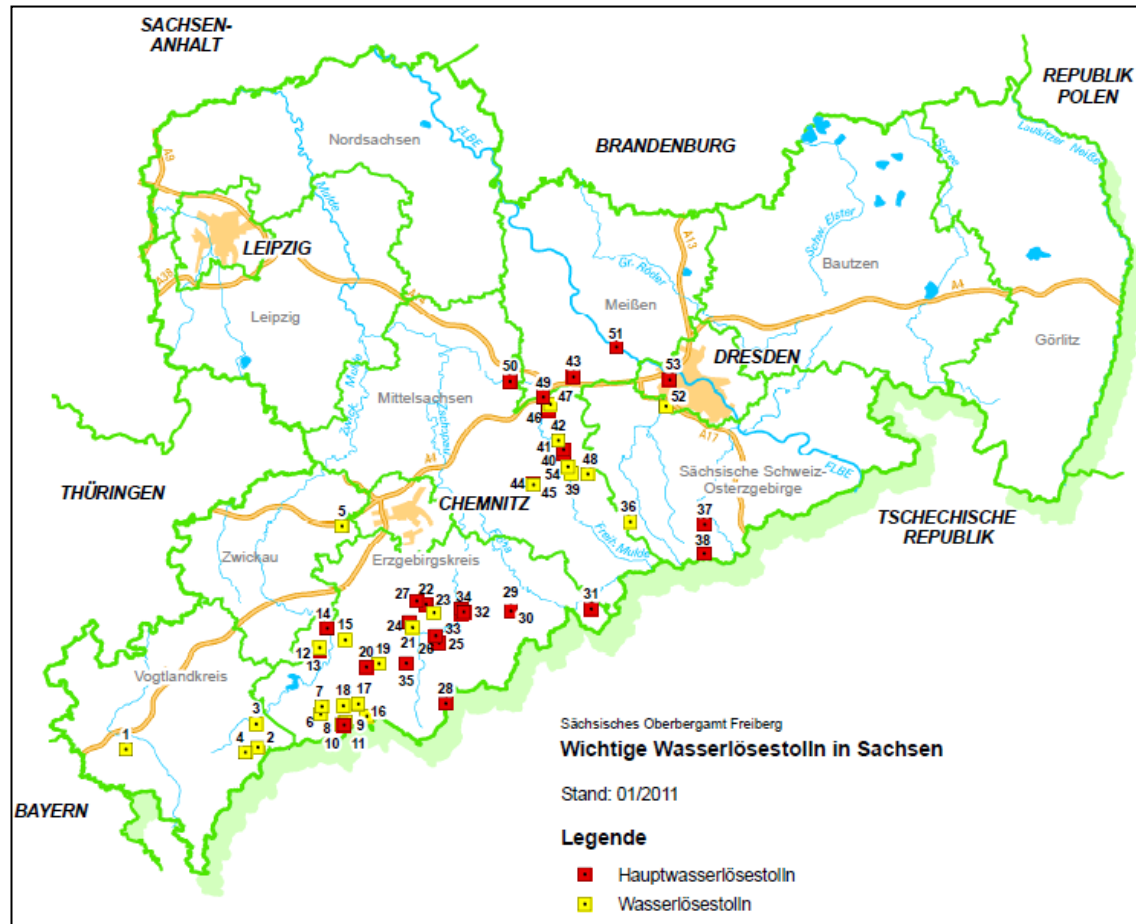 SACHSEN-
ANHALT
REPUBLIK
POLEN
Nordsachsen
ELBE
BRANDENBURG
Lausitzer Neiße
Spree
A9
Mulde
LEIPZIG
A13
Schw. Elster
Bautzen
A38
Gr. Röder
A4
Meißen
Leipzig
51
Görlitz
DRESDEN
50
43
53
49
Mittelsachsen
47
52
46
Zschopau
Zwick. Mulde
42
A17
41
A4
40
48
Sächsische Schweiz-
Osterzgebirge
ELBE
THÜRINGEN
44
54
45
39
CHEMNITZ
36
37
TSCHECHISCHE
REPUBLIK
5
Flöha
Freib. Mulde
38
Zwickau
Erzgebirgskreis
27
22
23
34
29
31
32
30
14
15
24
33
12
21
26
25
13
20
19
35
Vogtlandkreis
7
18
17
28
3
6
16
8
9
1
4
2
10
11
Sächsisches Oberbergamt Freiberg
Wichtige Wasserlösestolln in Sachsen
Stand: 01/2011
BAYERN
Legende
Hauptwasserlösestolln
Wasserlösestolln